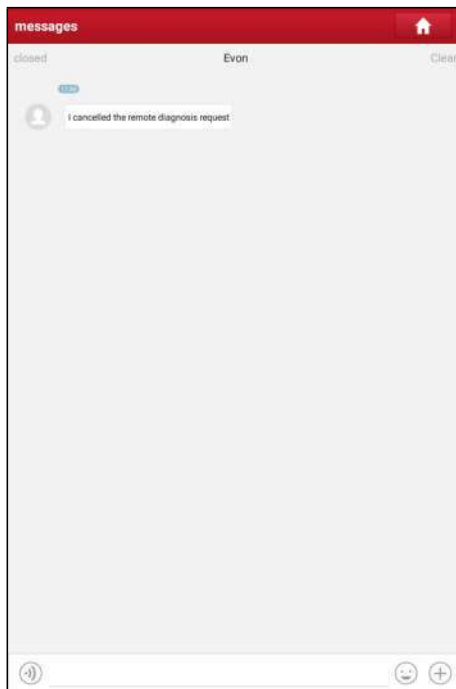 messages
closed Evon Clear
I cancelled the remote diagnosis request